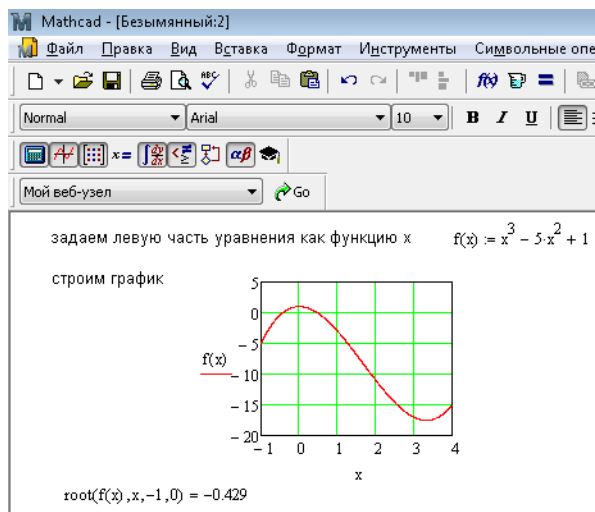 Mathcad - [Безымянный:2]
Файл Правка Вид Вставка Формат Инструменты Символьные опе
Normal Arial 10 B I U
Мой веб-узел Go
задаем левую часть уравнения как функцию x f(x) := x^3 − 5·x^2 + 1
строим график
5
0
− 5
f(x)
− 10
− 15
− 20
− 1 0 1 2 3 4
x
root(f(x) ,x,−1,0) = −0.429